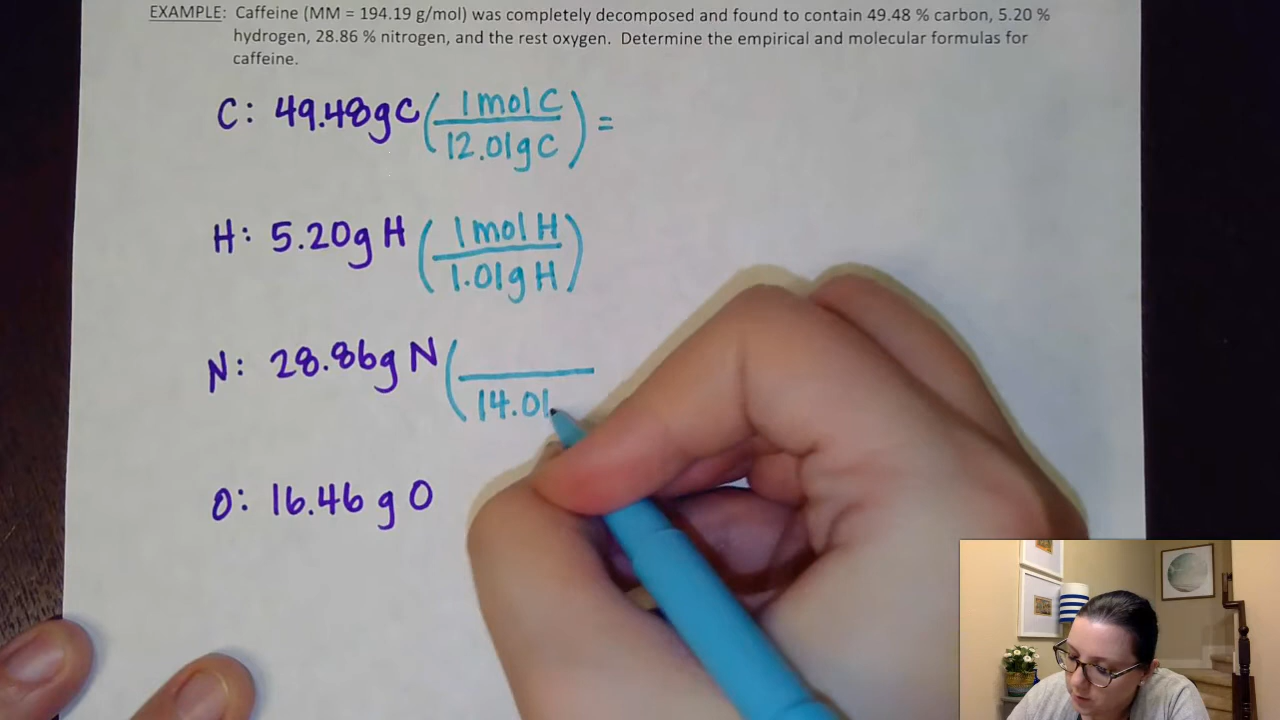 EXAMPLE: Caffeine (MM = 194.19 g/mol) was completely decomposed and found to contain 49.48 % carbon, 5.20 %
hydrogen, 28.86 % nitrogen, and the rest oxygen. Determine the empirical and molecular formulas for
caffeine.
C: 49.48g C (1 mol C / 12.01g C) =
H: 5.20g H (1 mol H / 1.01g H)
N: 28.86g N ( / 14.01
O: 16.46 g O